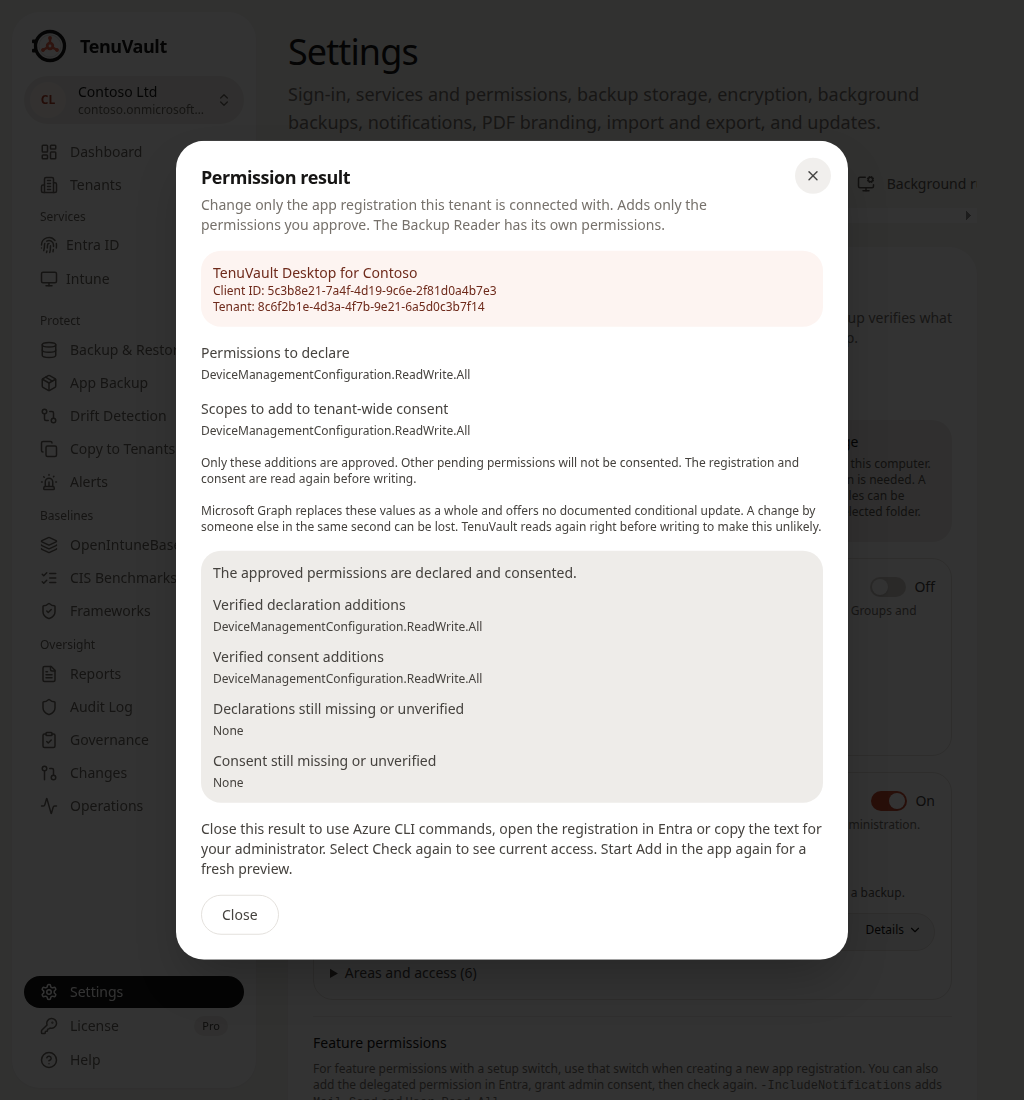 TenuVault
CL
Contoso Ltd
contoso.onmicrosoft...
Dashboard
Tenants
Services
Entra ID
Intune
Protect
Backup & Restor
App Backup
Drift Detection
Copy to Tenants
Alerts
Baselines
OpenIntuneBase
CIS Benchmarks
Frameworks
Oversight
Reports
Audit Log
Governance
Changes
Operations
Settings
License
Pro
Help
Settings
Sign-in, services and permissions, backup storage, encryption, background
backups, notifications, PDF branding, import and export, and updates.
Background r
up verifies what
this computer.
is needed. A
can be
folder.
Off
Groups and
On
a backup.
Details
Areas and access (6)
Feature permissions
For feature permissions with a setup switch, use that switch when creating a new app registration. You can also
add the delegated permission in Entra, grant admin consent, then check again. -IncludeNotifications adds
Permission result
Change only the app registration this tenant is connected with. Adds only the
permissions you approve. The Backup Reader has its own permissions.
TenuVault Desktop for Contoso
Client ID: 5c3b8e21-7a4f-4d19-9c6e-2f81d0a4b7e3
Tenant: 8c6f2b1e-4d3a-4f7b-9e21-6a5d0c3b7f14
Permissions to declare
DeviceManagementConfiguration.ReadWrite.All
Scopes to add to tenant-wide consent
DeviceManagementConfiguration.ReadWrite.All
Only these additions are approved. Other pending permissions will not be consented. The registration and
consent are read again before writing.
Microsoft Graph replaces these values as a whole and offers no documented conditional update. A change by
someone else in the same second can be lost. TenuVault reads again right before writing to make this unlikely.
The approved permissions are declared and consented.
Verified declaration additions
DeviceManagementConfiguration.ReadWrite.All
Verified consent additions
DeviceManagementConfiguration.ReadWrite.All
Declarations still missing or unverified
None
Consent still missing or unverified
None
Close this result to use Azure CLI commands, open the registration in Entra or copy the text for
your administrator. Select Check again to see current access. Start Add in the app again for a
fresh preview.
Close